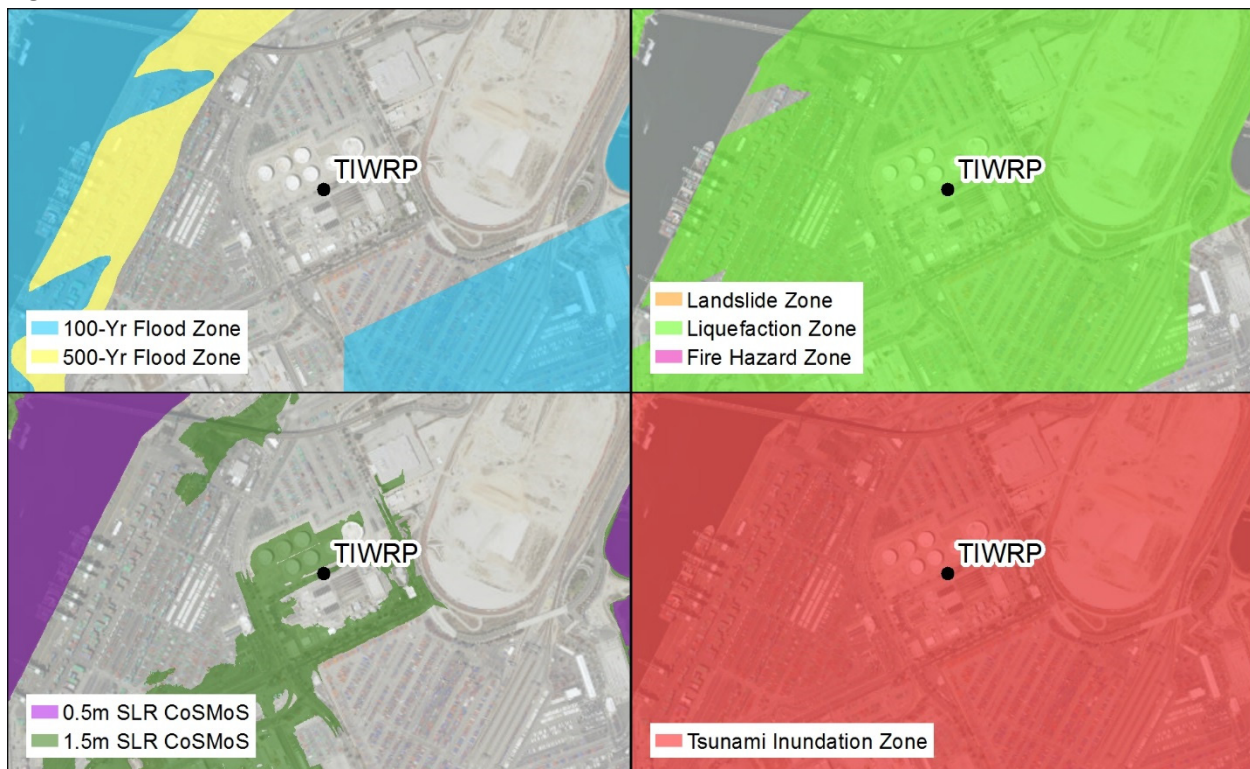 TIWRP
100-Yr Flood Zone
500-Yr Flood Zone
TIWRP
Landslide Zone
Liquefaction Zone
Fire Hazard Zone
TIWRP
0.5m SLR CoSMoS
1.5m SLR CoSMoS
TIWRP
Tsunami Inundation Zone